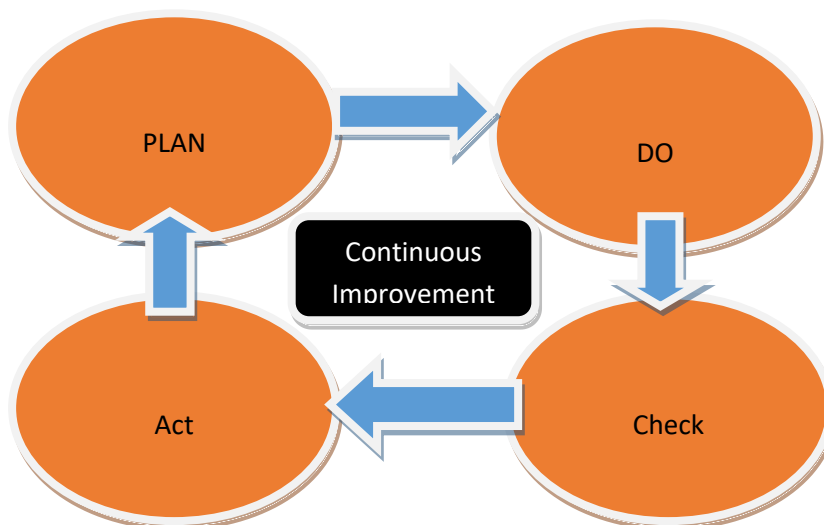 PLAN
DO
Continuous
Improvement
Act
Check